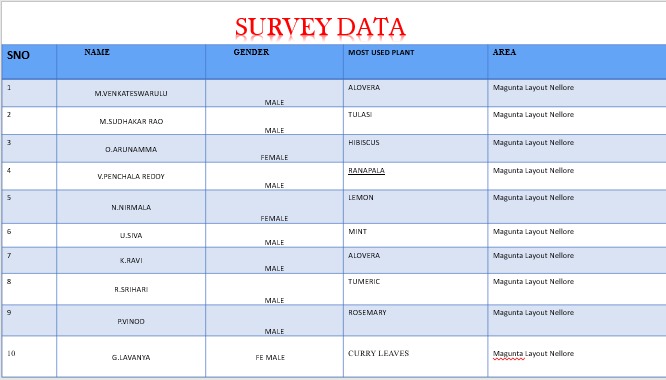 SURVEY DATA
SNO NAME GENDER MOST USED PLANT AREA
1 M.VENKATESWARULU MALE ALOVERA Magunta Layout Nellore
2 M.SUDHAKAR RAO MALE TULASI Magunta Layout Nellore
3 O.ARUNAMMA FEMALE HIBISCUS Magunta Layout Nellore
4 V.PENCHALA REDDY MALE RANAPALA Magunta Layout Nellore
5 N.NIRMALA FEMALE LEMON Magunta Layout Nellore
6 U.SIVA MALE MINT Magunta Layout Nellore
7 K.RAVI MALE ALOVERA Magunta Layout Nellore
8 R.SRIHARI MALE TUMERIC Magunta Layout Nellore
9 P.VINOD MALE ROSEMARY Magunta Layout Nellore
10 G.LAVANYA FE MALE CURRY LEAVES Magunta Layout Nellore